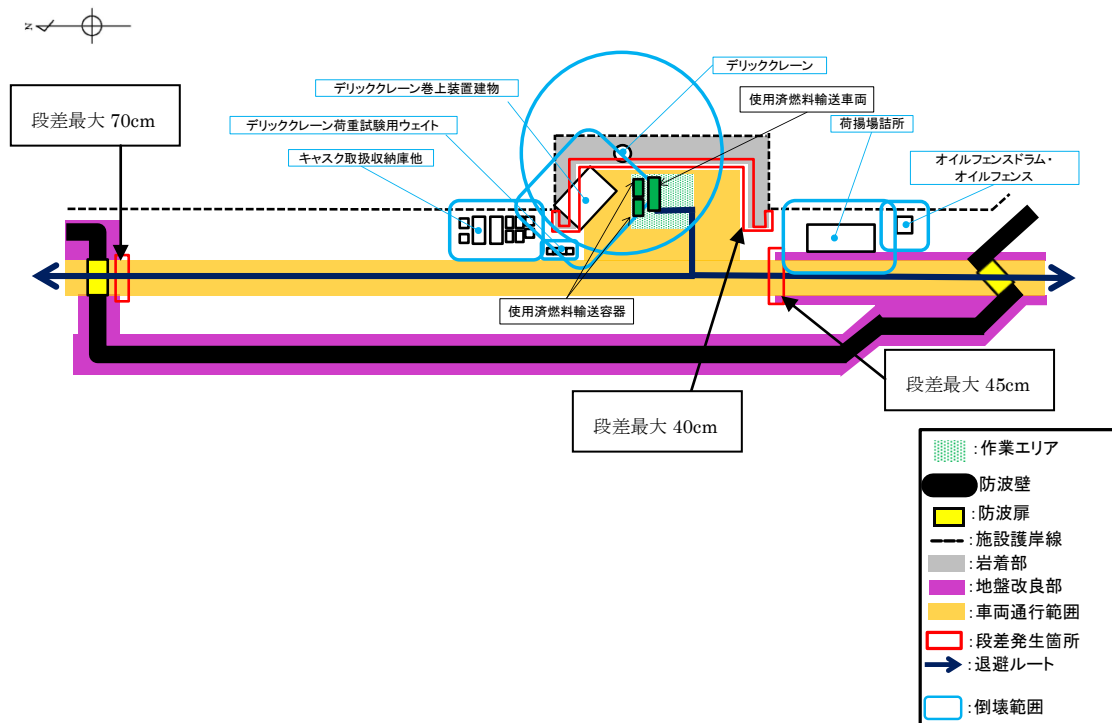 N
デリッククレーン
デリッククレーン巻上装置建物
使用済燃料輸送車両
段差最大 70cm
デリッククレーン荷重試験用ウェイト
荷揚場詰所
キャスク取扱収納庫他
オイルフェンスドラム・
オイルフェンス
使用済燃料輸送容器
段差最大 45cm
段差最大 40cm
:作業エリア
防波壁
:防波扉
:施設護岸線
:岩着部
:地盤改良部
:車両通行範囲
:段差発生箇所
:退避ルート
:倒壊範囲